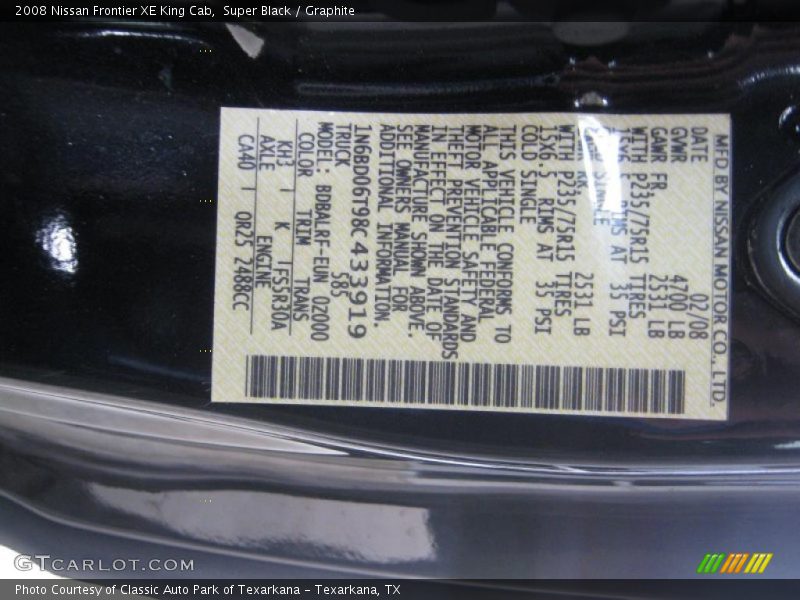 2008 Nissan Frontier XE King Cab, Super Black / Graphite
MFD BY NISSAN MOTOR CO., LTD.
DATE 02/08
GVWR 4700 LB
GAWR FR 2531 LB
WITH P235/75R15 TIRES
RIMS AT 35 PSI
RR 2531 LB
WITH P235/75R15 TIRES
15X6.5 RIMS AT 35 PSI
COLD SINGLE
THIS VEHICLE CONFORMS TO
ALL APPLICABLE FEDERAL
MOTOR VEHICLE SAFETY AND
THEFT PREVENTION STANDARDS
IN EFFECT ON THE DATE OF
MANUFACTURE SHOWN ABOVE.
SEE OWNERS MANUAL FOR
ADDITIONAL INFORMATION.
1N6BD06T98C433919
TRUCK 585
MODEL: BDBALRF-EUN 02000
COLOR TRIM TRANS
KH3 I K IFS5R30A
AXLE ENGINE
CA40 I QR25 2488CC
GTCARLOT.COM
Photo Courtesy of Classic Auto Park of Texarkana - Texarkana, TX